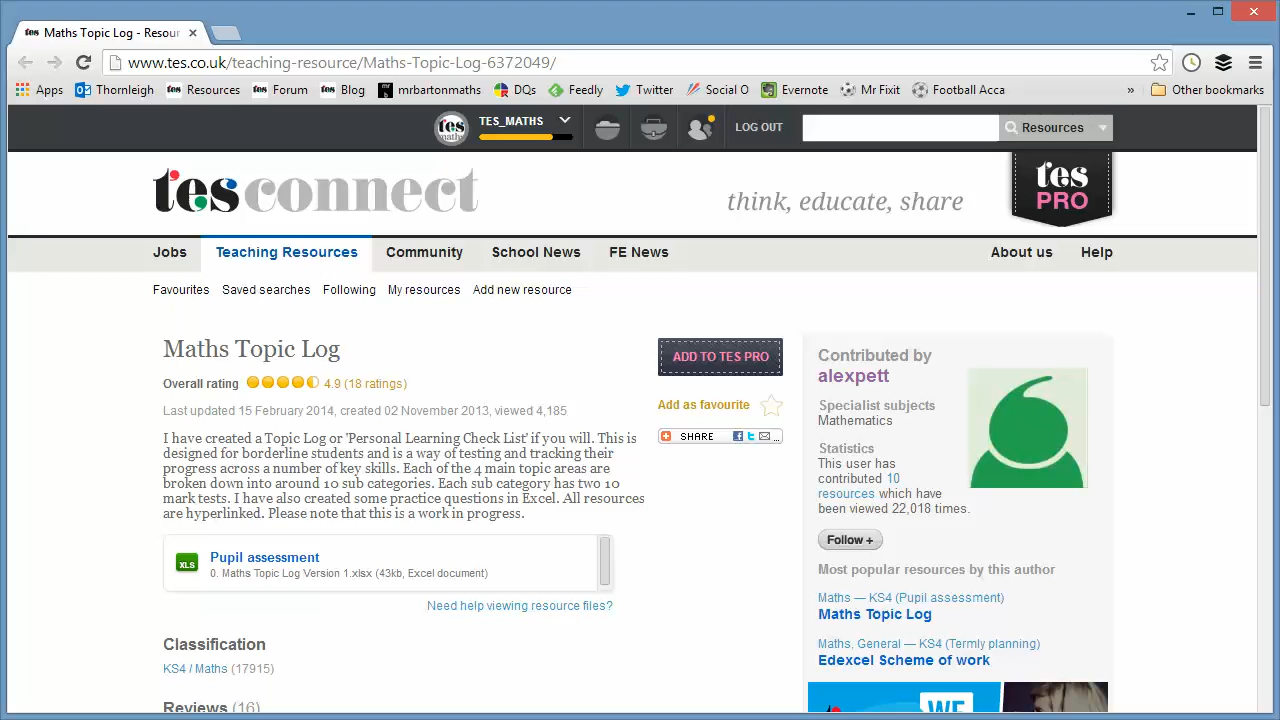 tes Maths Topic Log - Resour
www.tes.co.uk/teaching-resource/Maths-Topic-Log-6372049/
Apps Thornleigh tes Resources tes Forum tes Blog mr b mrbartonmaths DQs Feedly Twitter Social O Evernote Mr Fixit Football Acca » Other bookmarks
tes maths TES_MATHS LOG OUT Resources
tes connect think, educate, share tes PRO
Jobs Teaching Resources Community School News FE News About us Help
Favourites Saved searches Following My resources Add new resource
Maths Topic Log
Overall rating 4.9 (18 ratings)
Last updated 15 February 2014, created 02 November 2013, viewed 4,185
I have created a Topic Log or 'Personal Learning Check List' if you will. This is
designed for borderline students and is a way of testing and tracking their
progress across a number of key skills. Each of the 4 main topic areas are
broken down into around 10 sub categories. Each sub category has two 10
mark tests. I have also created some practice questions in Excel. All resources
are hyperlinked. Please note that this is a work in progress.
XLS Pupil assessment
0. Maths Topic Log Version 1.xlsx (43kb, Excel document)
Need help viewing resource files?
Classification
KS4 / Maths (17915)
Reviews (16)
ADD TO TES PRO
Add as favourite
SHARE ...
Contributed by
alexpett
Specialist subjects
Mathematics
Statistics
This user has
contributed 10
resources which have
been viewed 22,018 times.
Follow +
Most popular resources by this author
Maths — KS4 (Pupil assessment)
Maths Topic Log
Maths, General — KS4 (Termly planning)
Edexcel Scheme of work
WE